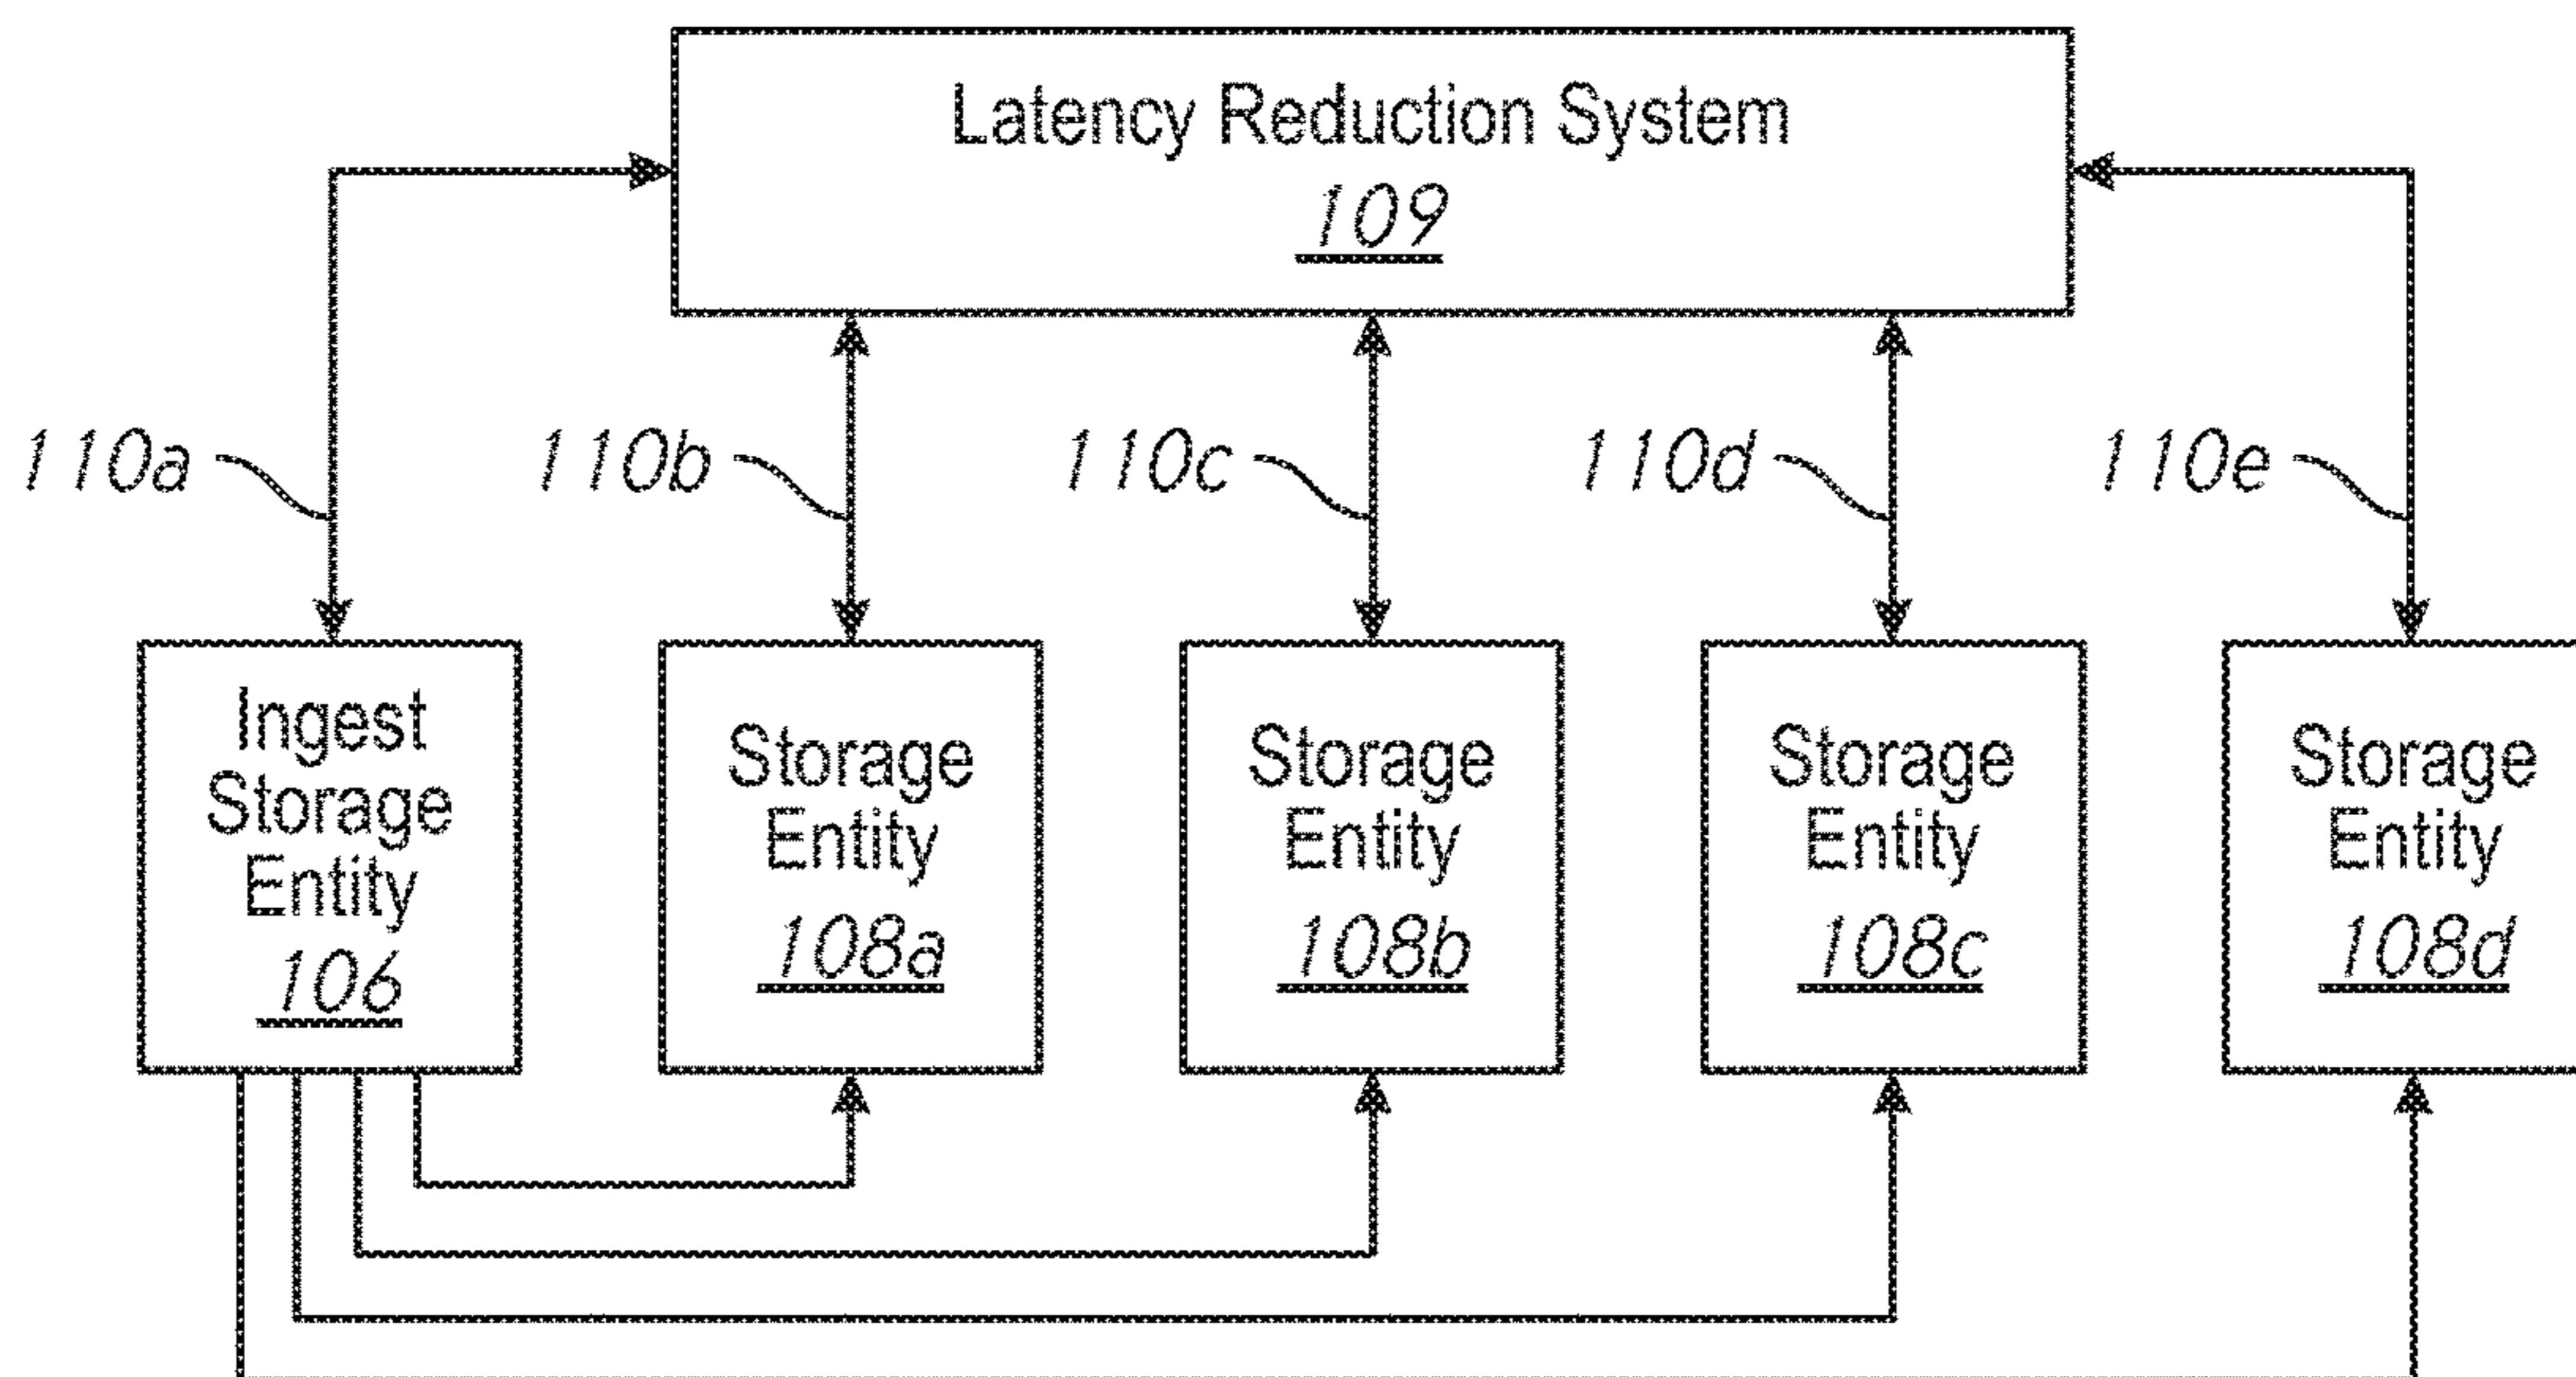 Latency Reduction System
109
110a
110b
110c
110d
110e
Ingest
Storage
Entity
106
Storage
Entity
108a
Storage
Entity
108b
Storage
Entity
108c
Storage
Entity
108d